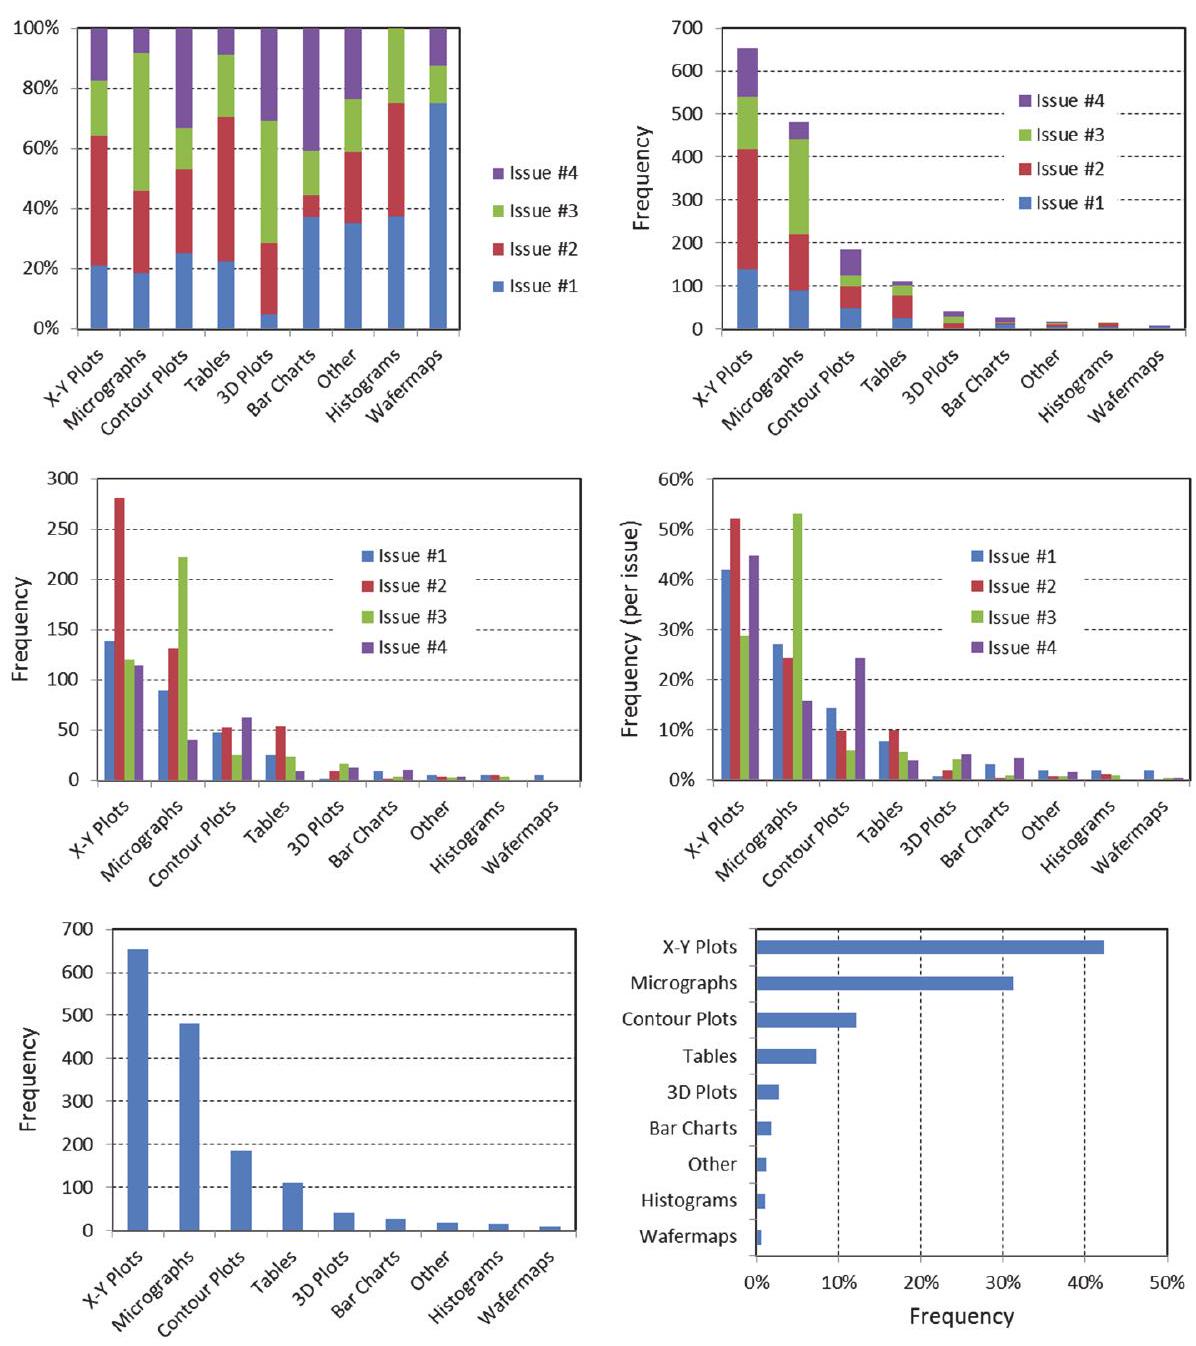 100%
80%
60%
40%
20%
0%
X-Y Plots
Micrographs
Contour Plots
Tables
3D Plots
Bar Charts
Other
Histograms
Wafermaps
Issue #4
Issue #3
Issue #2
Issue #1
Frequency
700
600
500
400
300
200
100
0
X-Y Plots
Micrographs
Contour Plots
Tables
3D Plots
Bar Charts
Other
Histograms
Wafermaps
Issue #4
Issue #3
Issue #2
Issue #1
Frequency
300
250
200
150
100
50
0
X-Y Plots
Micrographs
Contour Plots
Tables
3D Plots
Bar Charts
Other
Histograms
Wafermaps
Issue #1
Issue #2
Issue #3
Issue #4
Frequency (per issue)
60%
50%
40%
30%
20%
10%
0%
X-Y Plots
Micrographs
Contour Plots
Tables
3D Plots
Bar Charts
Other
Histograms
Wafermaps
Issue #1
Issue #2
Issue #3
Issue #4
Frequency
700
600
500
400
300
200
100
0
X-Y Plots
Micrographs
Contour Plots
Tables
3D Plots
Bar Charts
Other
Histograms
Wafermaps
X-Y Plots
Micrographs
Contour Plots
Tables
3D Plots
Bar Charts
Other
Histograms
Wafermaps
0%
10%
20%
30%
40%
50%
Frequency